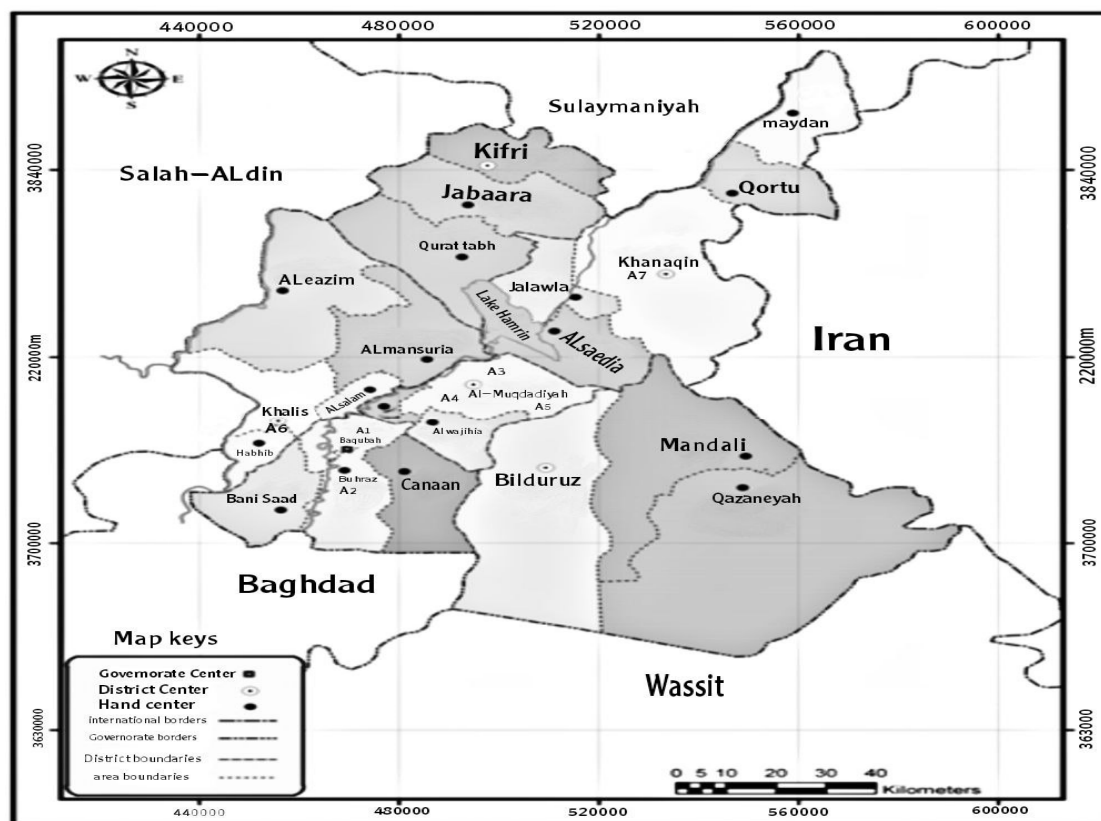 440000 480000 520000 560000 600000
N
W E
S
Sulaymaniyah
maydan
Kifri
3840000
3840000
Salah-ALdin
Jabaara
Qortu
Qurat tabh
Khanaqin
A7
ALeazim
Jalawla
Lake Hamrin
Iran
220000m
220000m
ALmansuria
ALsaedia
A3
ALsalam
A4
Al-Muqdadiyah
A5
Khalis
A6
A1
Baqubah
Alwajihia
Habhib
Mandali
Buhraz
A2
Canaan
Bilduruz
Bani Saad
Qazaneyah
3700000
3700000
Baghdad
Map keys
Wassit
Governorate Center
District Center
Hand center
international borders
Governorate borders
District boundaries
area boundaries
363000
363000
0 5 10 20 30 40
Kilometers
440000 480000 520000 560000 600000